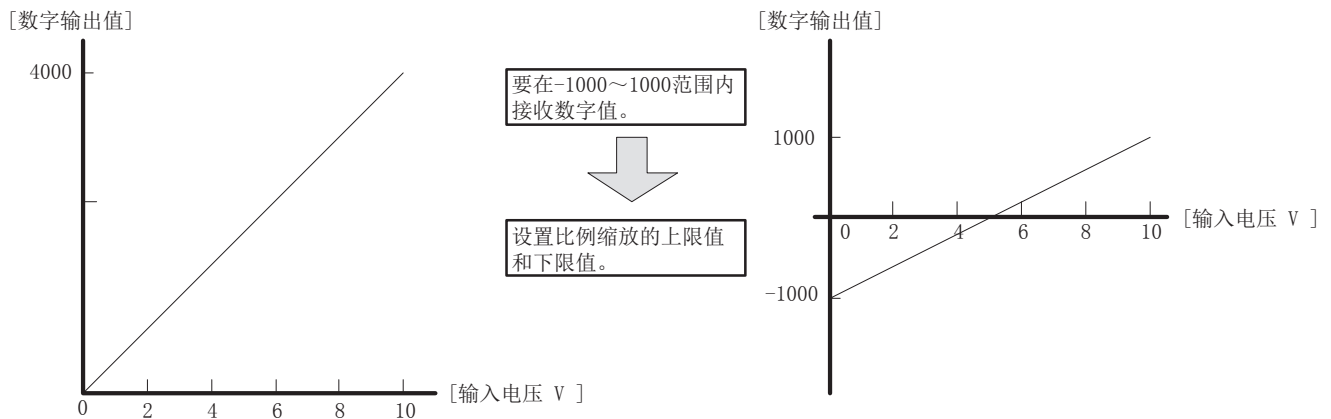 [数字输出值]
4000
0
2
4
6
8
10
[输入电压 V ]
要在-1000～1000范围内
接收数字值。
设置比例缩放的上限值
和下限值。
[数字输出值]
1000
0
2
4
6
8
10
[输入电压 V ]
-1000